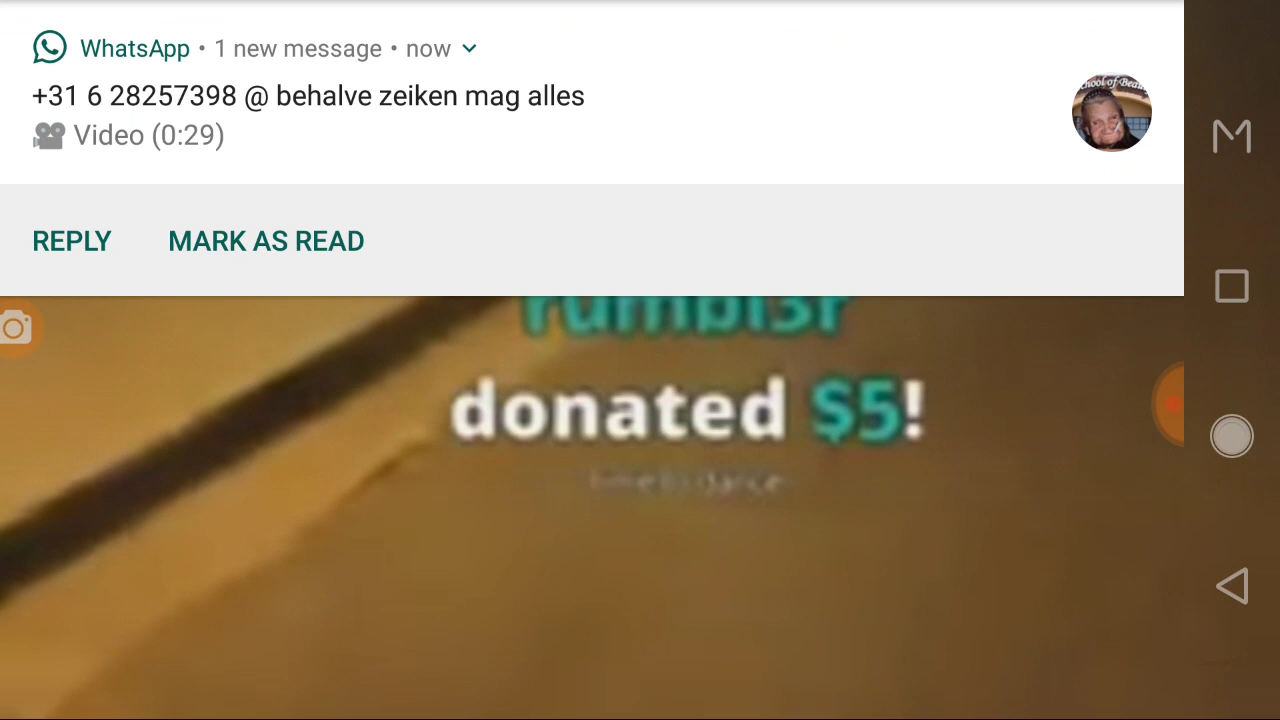 WhatsApp • 1 new message • now
+31 6 28257398 @ behalve zeiken mag alles
Video (0:29)
REPLY
MARK AS READ
rumbl3r
donated $5!